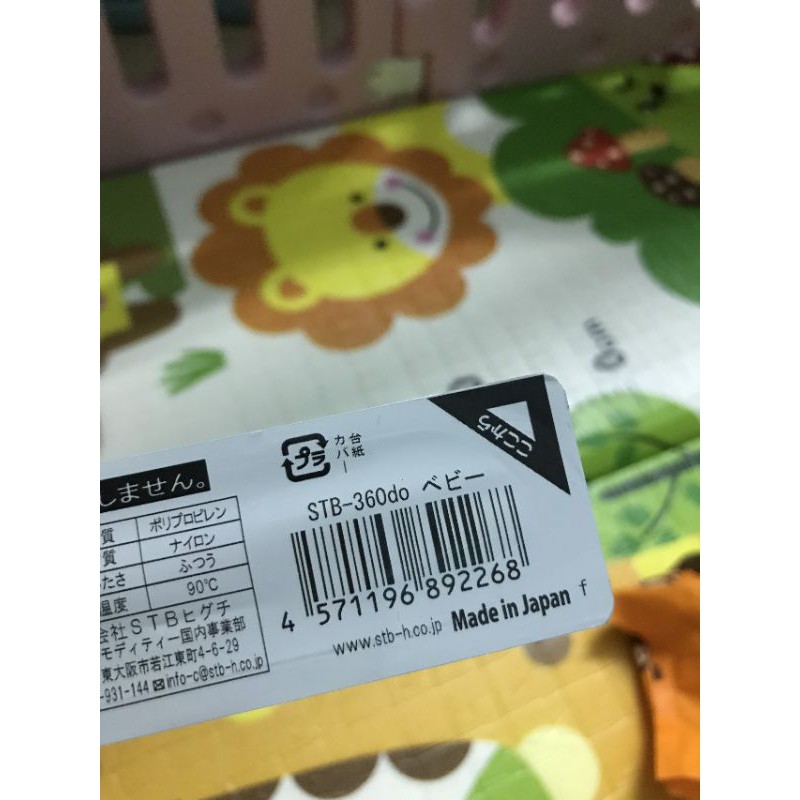 ここから
プラ
台紙
カバー
STB-360do ベビー
しません。
質 ポリプロピレン
質 ナイロン
たさ ふつう
温度 90℃
会社STBヒグチ
モディティー国内事業部
東大阪市若江東町4-6-29
-931-144 ✉info-c@stb-h.co.jp
4 571196 892268
www.stb-h.co.jp Made in Japan f